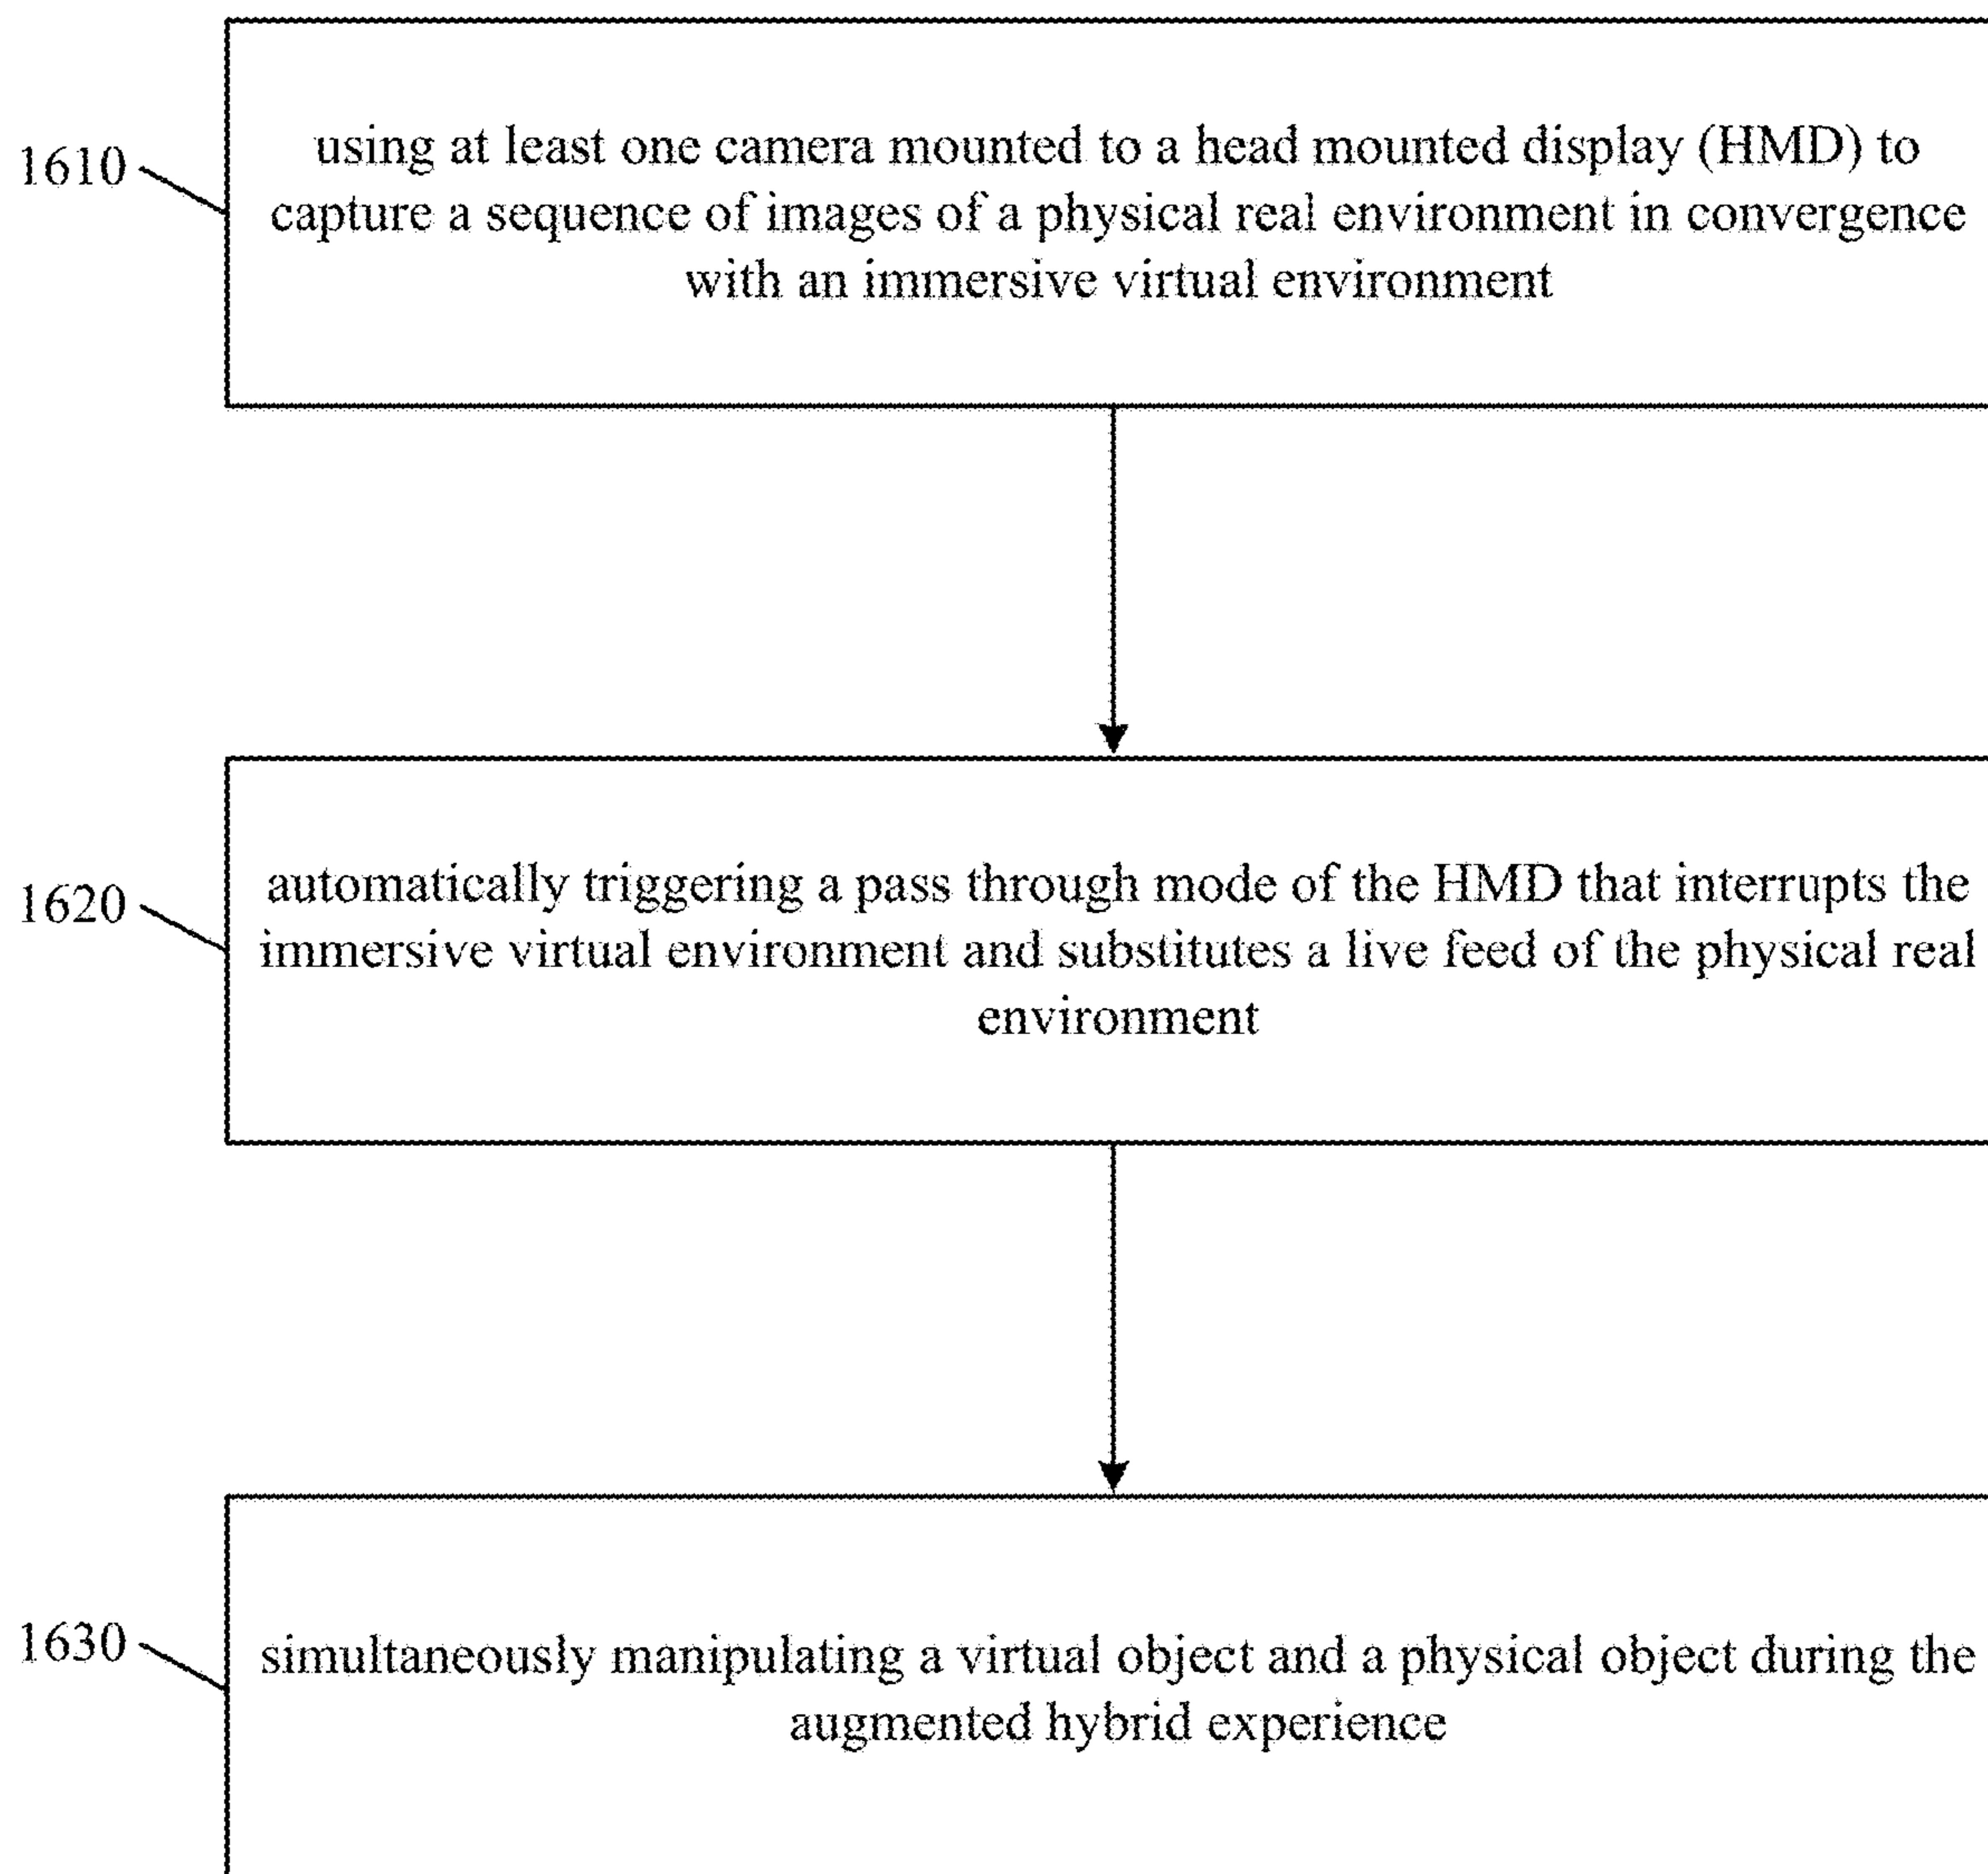 1610
using at least one camera mounted to a head mounted display (HMD) to
capture a sequence of images of a physical real environment in convergence
with an immersive virtual environment
1620
automatically triggering a pass through mode of the HMD that interrupts the
immersive virtual environment and substitutes a live feed of the physical real
environment
1630
simultaneously manipulating a virtual object and a physical object during the
augmented hybrid experience